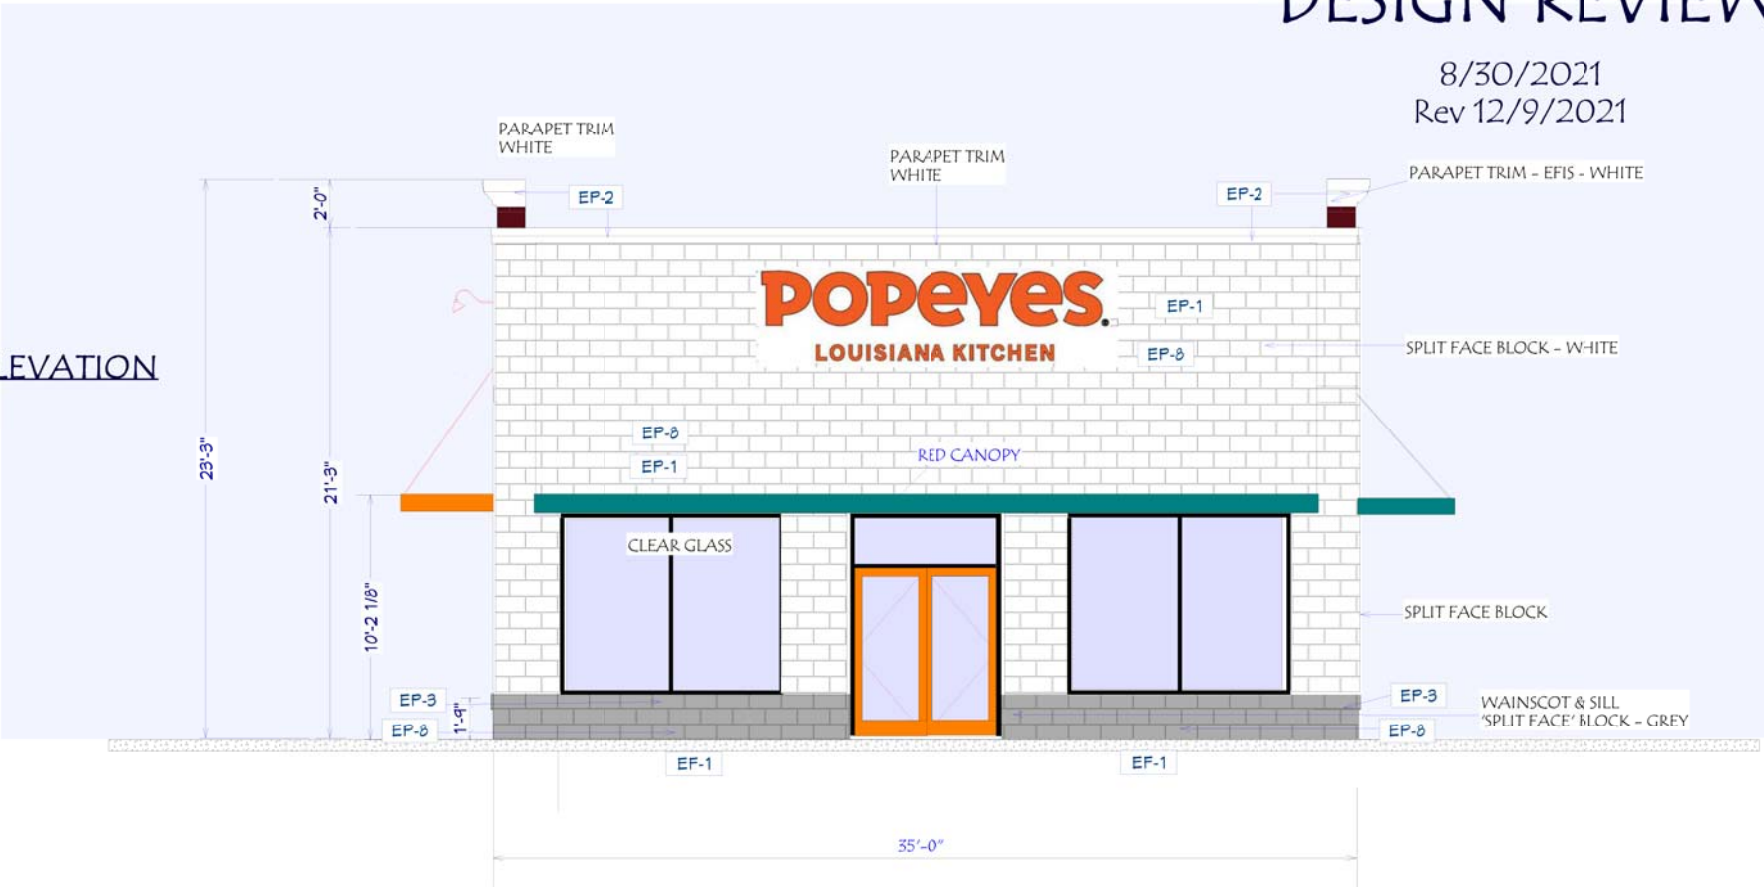 DESIGN REVIEW
8/30/2021
Rev 12/9/2021
PARAPET TRIM
WHITE
PARAPET TRIM
WHITE
PARAPET TRIM - EFIS - WHITE
2'-0"
EP-2
EP-2
POPEYES
LOUISIANA KITCHEN
EP-1
EP-8
SPLIT FACE BLOCK - WHITE
LEVATION
23'-3"
21'-3"
EP-8
EP-1
RED CANOPY
CLEAR GLASS
10'-2 1/8"
SPLIT FACE BLOCK
EP-3
1'-9"
EP-8
EP-3
WAINSCOT & SILL
'SPLIT FACE' BLOCK - GREY
EP-8
EF-1
EF-1
35'-0"